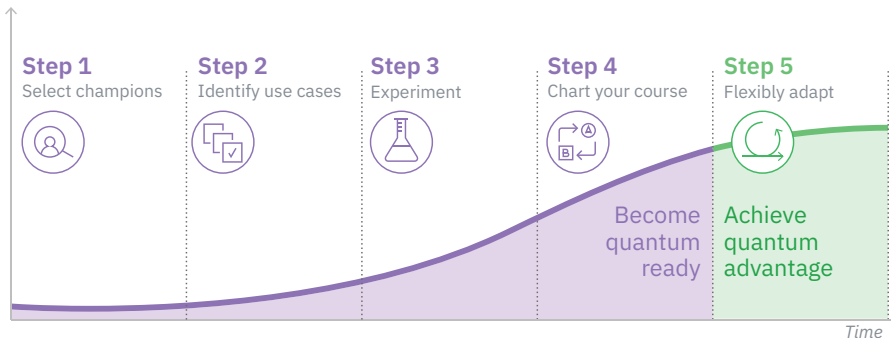 Step 1
Select champions
Step 2
Identify use cases
Step 3
Experiment
Step 4
Chart your course
A
B
Step 5
Flexibly adapt
Become
quantum
ready
Achieve
quantum
advantage
Time